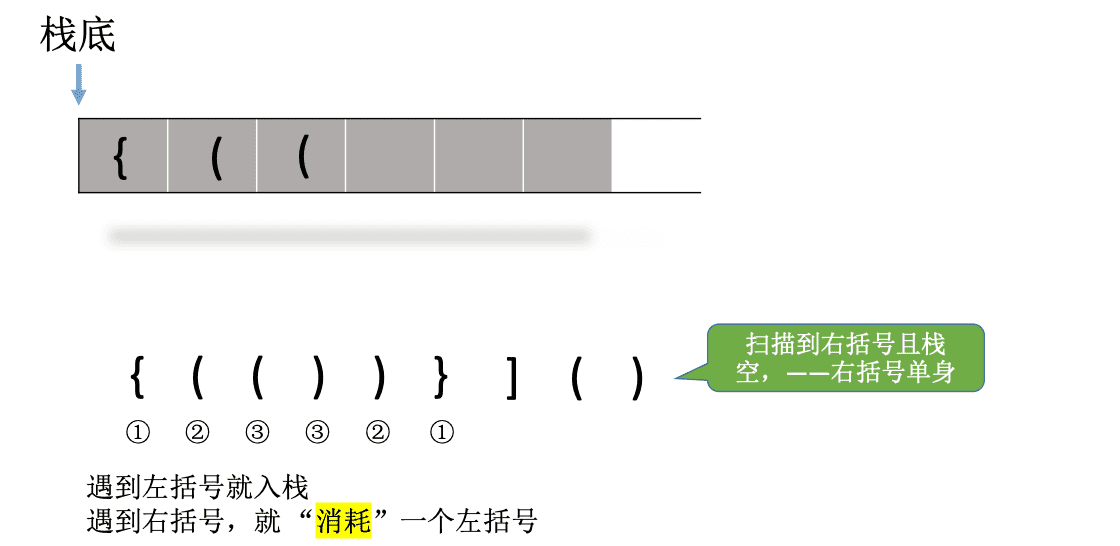 栈底
{ ( (
扫描到右括号且栈
空，——右括号单身
{ ( ( ) ) } ] ( )
① ② ③ ③ ② ①
遇到左括号就入栈
遇到右括号，就“消耗”一个左括号